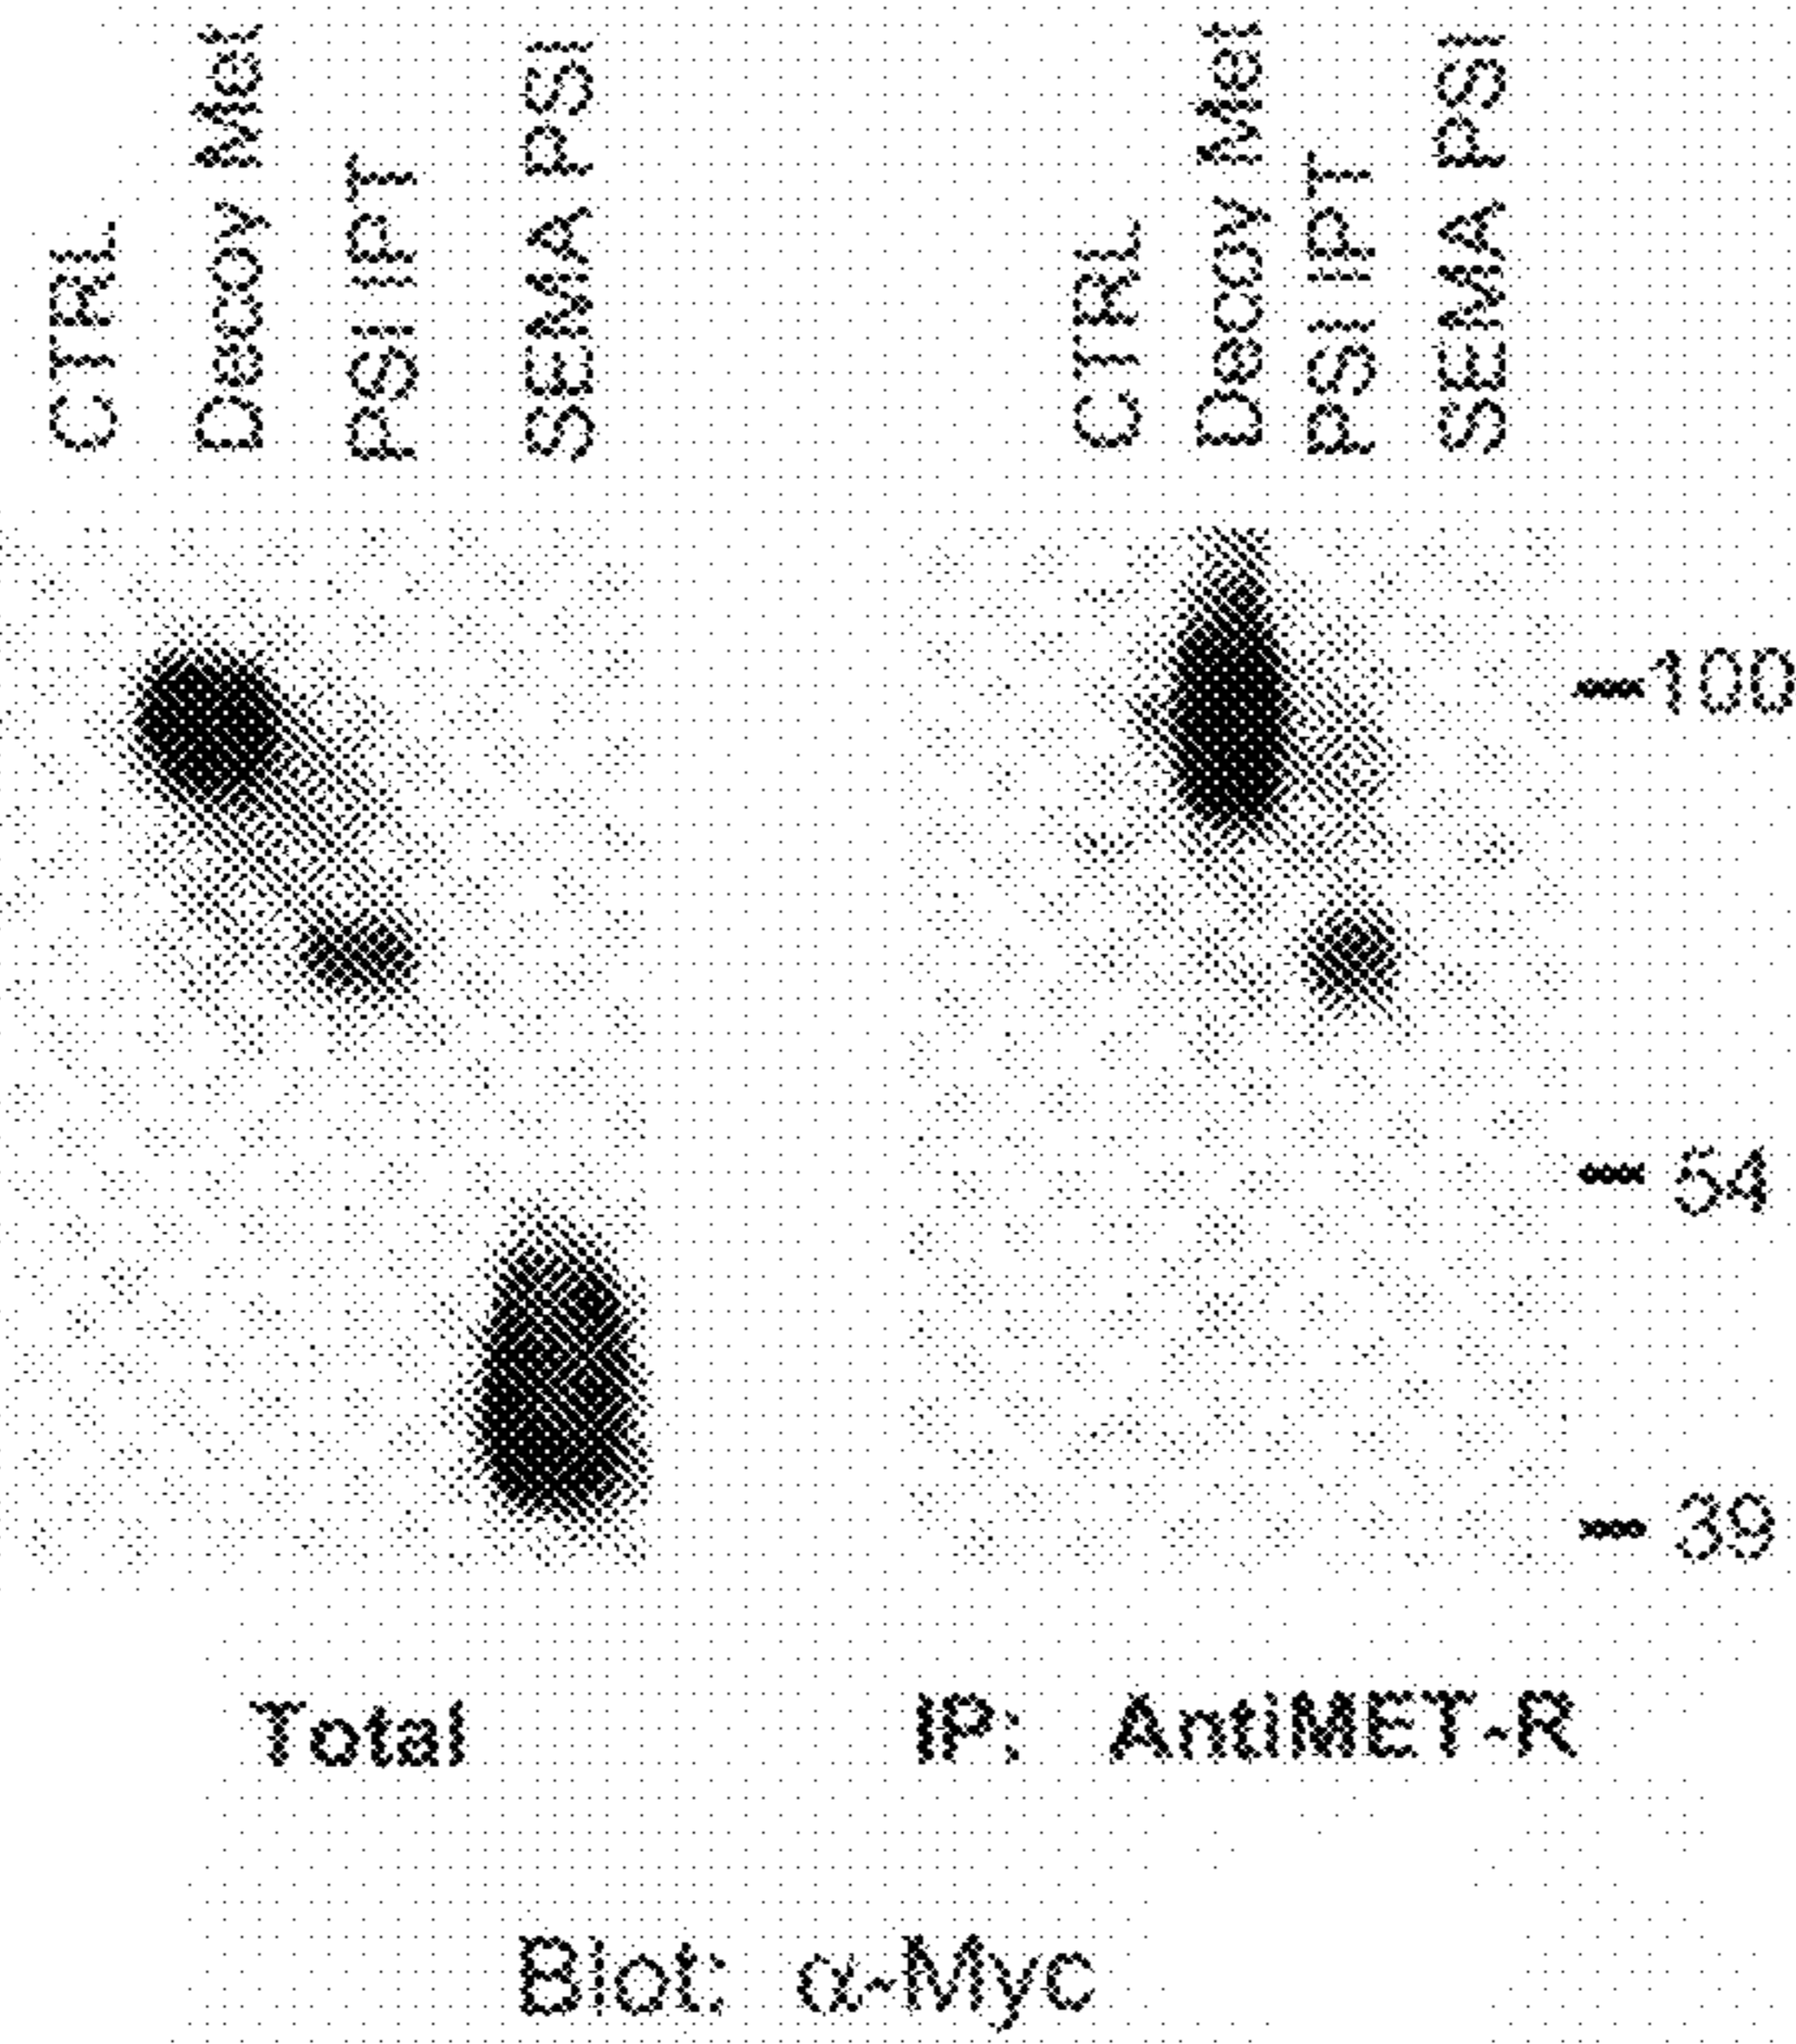 CTRL
Decoy Met
PSI IPT
SEMA PSI
CTRL
Decoy Met
PSI IPT
SEMA PSI
100
54
39
Total
IP: AntiMET-R
Blot: α-Myc